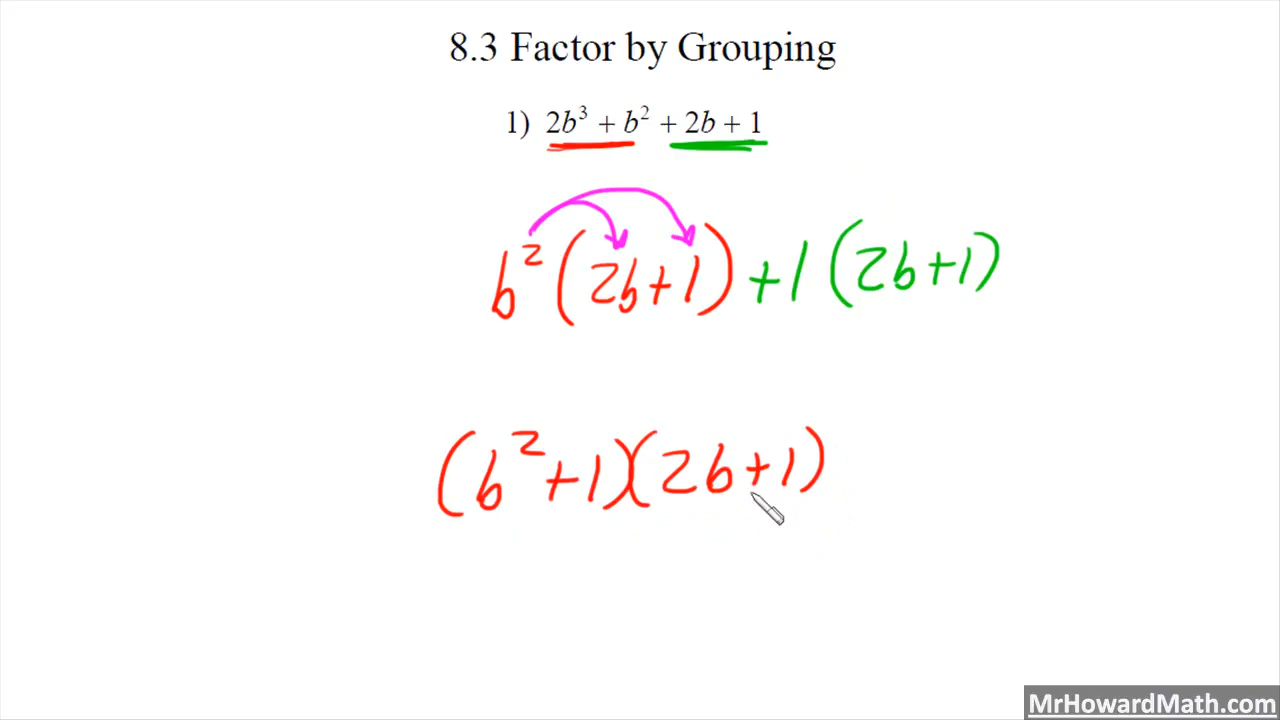 8.3 Factor by Grouping
1) 2b³ + b² + 2b + 1
b²(2b+1)+1(2b+1)
(b²+1)(2b+1)
MrHowardMath.com